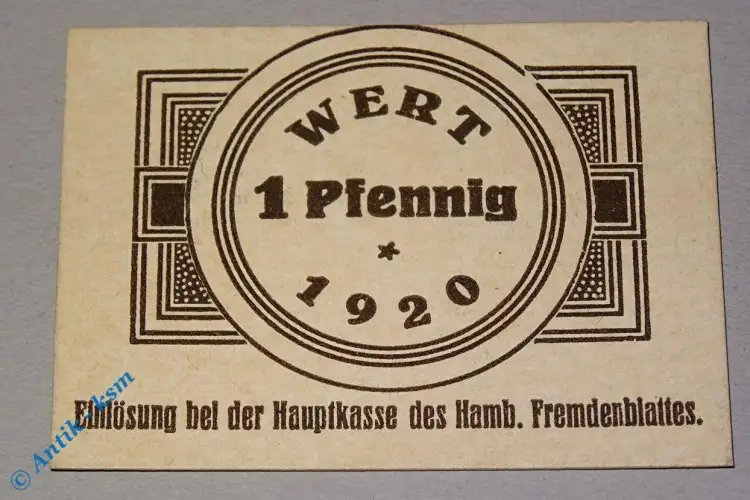 WERT
1 Pfennig
*
1920
Einlösung bei der Hauptkasse des Hamb. Fremdenblattes.
© Antik-ksm